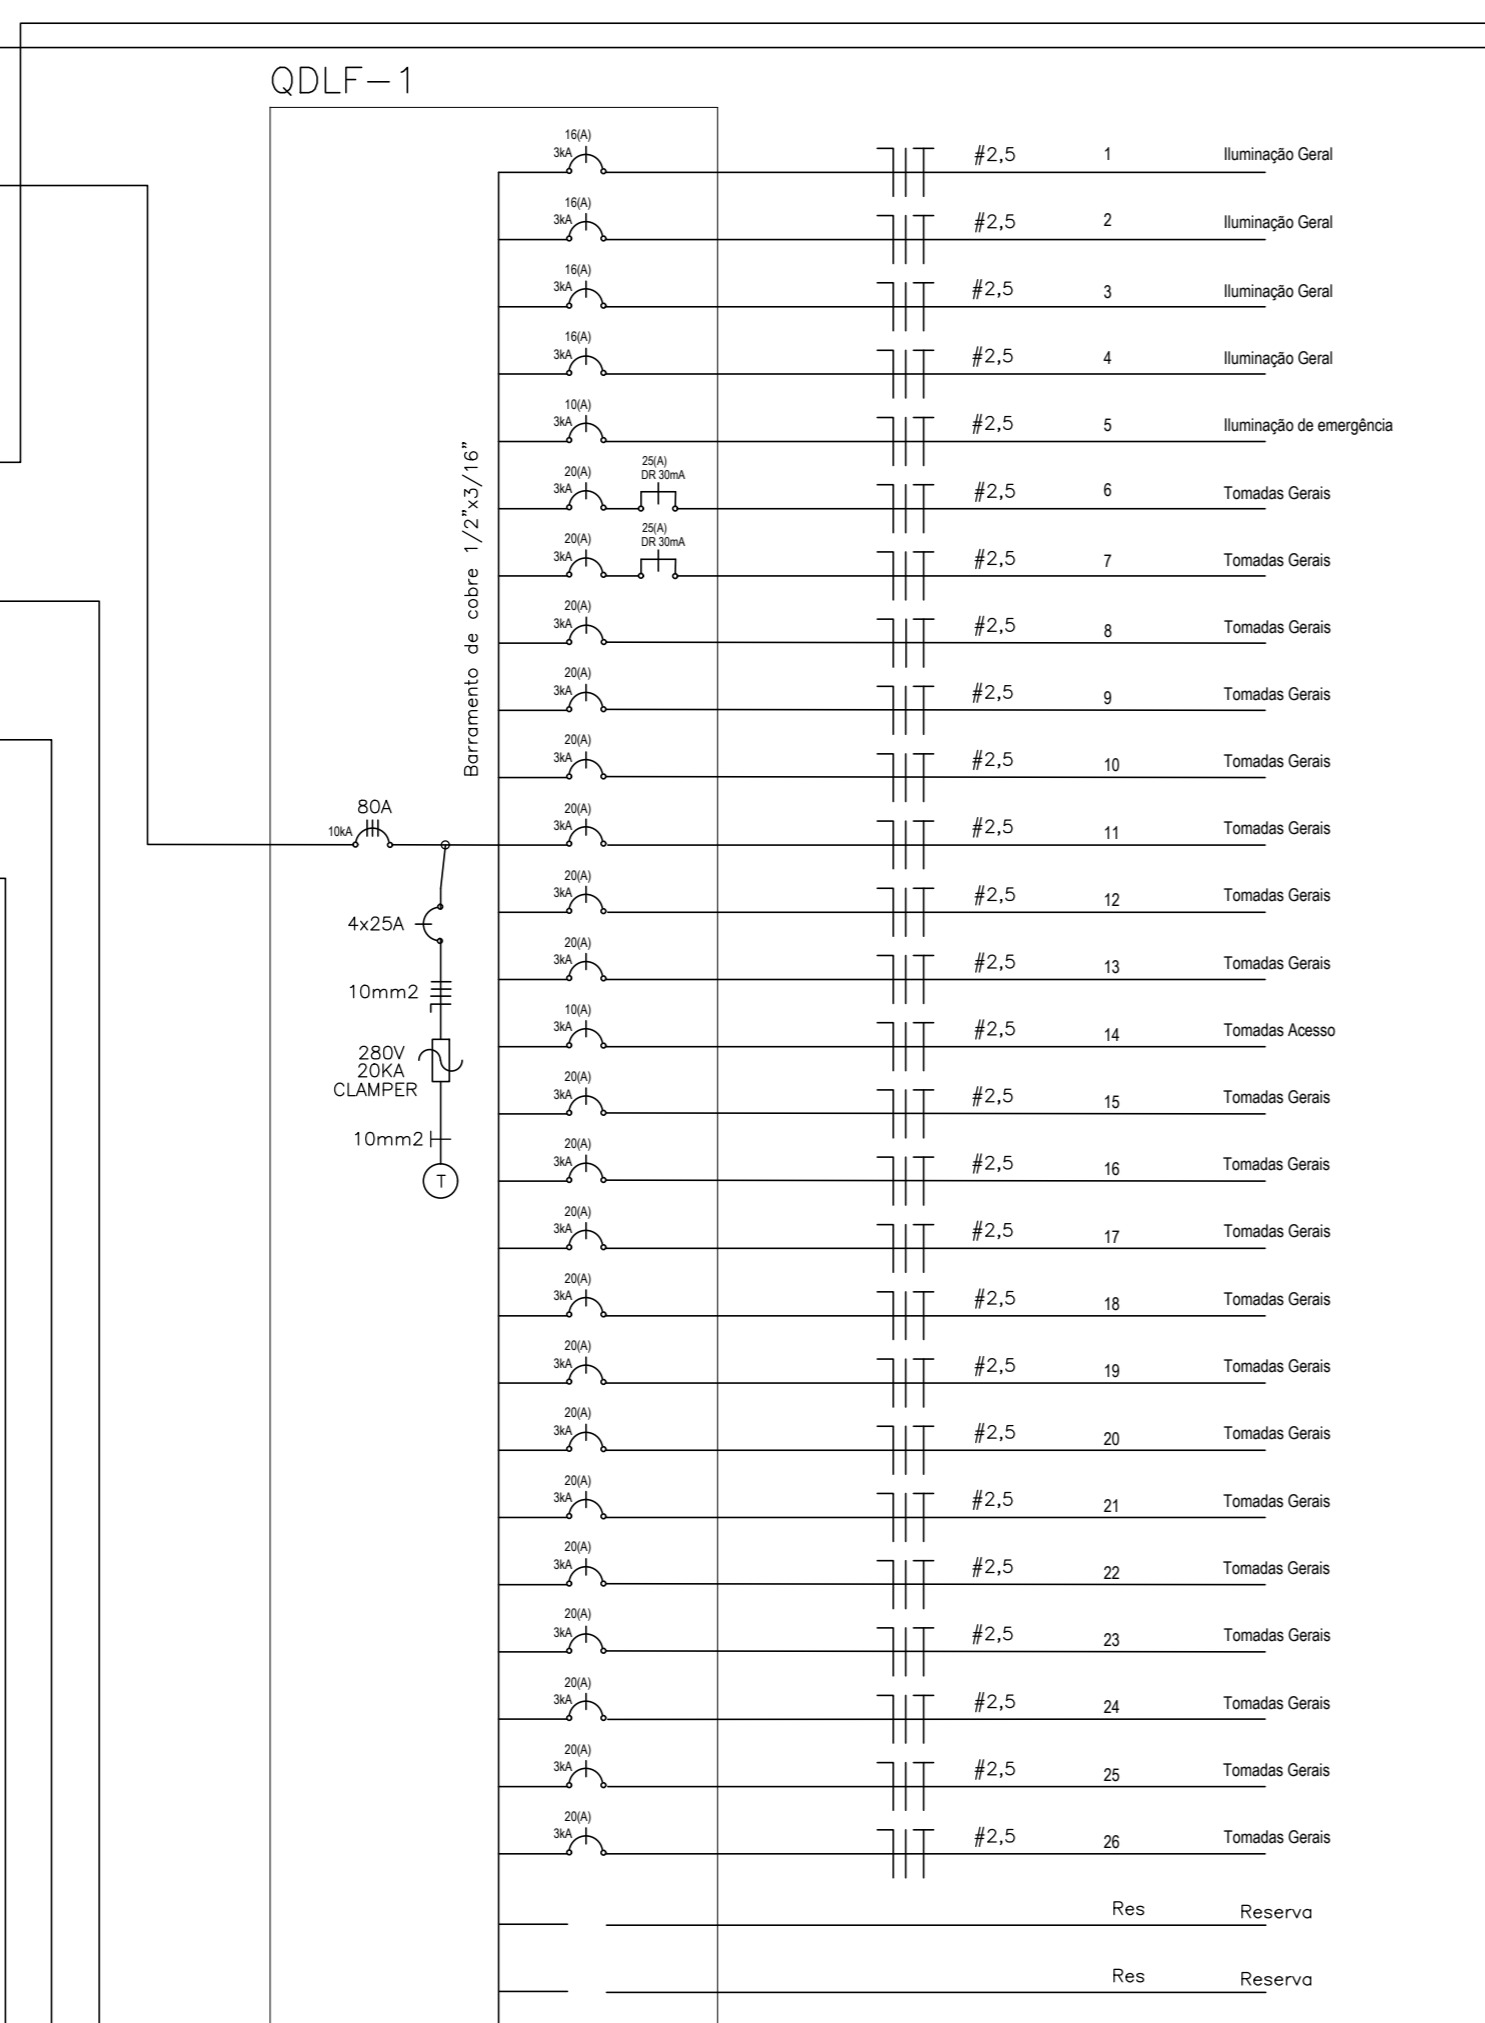 QDLF-1
16(A)
3kA
#2,5 1 Iluminação Geral
16(A)
3kA
#2,5 2 Iluminação Geral
16(A)
3kA
#2,5 3 Iluminação Geral
16(A)
3kA
#2,5 4 Iluminação Geral
10(A)
3kA
#2,5 5 Iluminação de emergência
Barramento de cobre 1/2"x3/16"
20(A)
3kA
25(A)
DR 30mA
#2,5 6 Tomadas Gerais
20(A)
3kA
25(A)
DR 30mA
#2,5 7 Tomadas Gerais
20(A)
3kA
#2,5 8 Tomadas Gerais
20(A)
3kA
#2,5 9 Tomadas Gerais
20(A)
3kA
#2,5 10 Tomadas Gerais
80A
10kA
20(A)
3kA
#2,5 11 Tomadas Gerais
4x25A
20(A)
3kA
#2,5 12 Tomadas Gerais
10mm2
20(A)
3kA
#2,5 13 Tomadas Gerais
280V
20KA
CLAMPER
10(A)
3kA
#2,5 14 Tomadas Acesso
10mm2
T
20(A)
3kA
#2,5 15 Tomadas Gerais
20(A)
3kA
#2,5 16 Tomadas Gerais
20(A)
3kA
#2,5 17 Tomadas Gerais
20(A)
3kA
#2,5 18 Tomadas Gerais
20(A)
3kA
#2,5 19 Tomadas Gerais
20(A)
3kA
#2,5 20 Tomadas Gerais
20(A)
3kA
#2,5 21 Tomadas Gerais
20(A)
3kA
#2,5 22 Tomadas Gerais
20(A)
3kA
#2,5 23 Tomadas Gerais
20(A)
3kA
#2,5 24 Tomadas Gerais
20(A)
3kA
#2,5 25 Tomadas Gerais
20(A)
3kA
#2,5 26 Tomadas Gerais
Res Reserva
Res Reserva